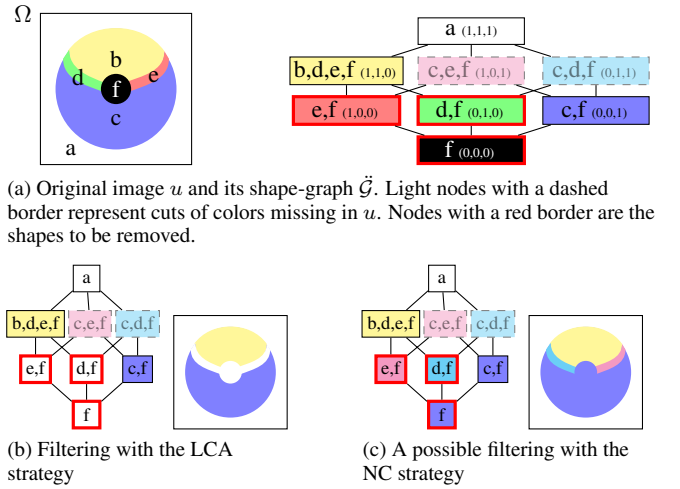 Ω
b
d
e
f
c
a
a (1,1,1)
b,d,e,f (1,1,0) c,e,f (1,0,1) c,d,f (0,1,1)
e,f (1,0,0) d,f (0,1,0) c,f (0,0,1)
f (0,0,0)
(a) Original image u and its shape-graph G̈. Light nodes with a dashed
border represent cuts of colors missing in u. Nodes with a red border are the
shapes to be removed.
a
b,d,e,f c,e,f c,d,f
e,f d,f c,f
f
(b) Filtering with the LCA
strategy
a
b,d,e,f c,e,f c,d,f
e,f d,f c,f
f
(c) A possible filtering with the
NC strategy